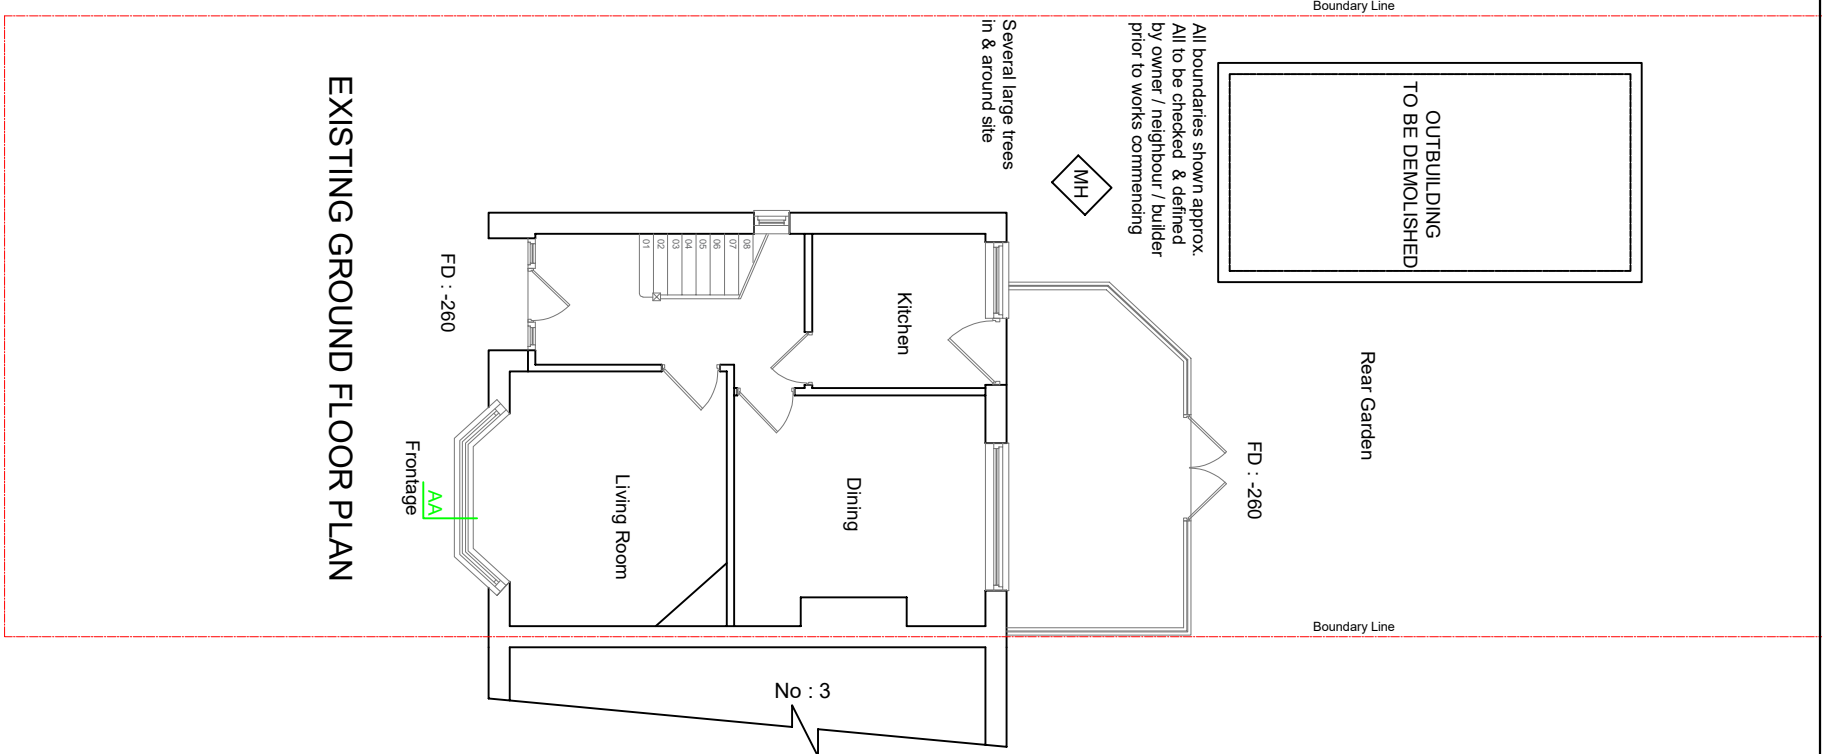 Boundary Line
OUTBUILDING
TO BE DEMOLISHED
All boundaries shown approx.
All to be checked & defined
by owner / neighbour / builder
prior to works commencing
Several large trees
in & around site
MH
Rear Garden
FD : -260
Kitchen
Dining
Living Room
01
02
03
04
05
06
07
08
FD : -260
Frontage
AA
EXISTING GROUND FLOOR PLAN
Boundary Line
No : 3